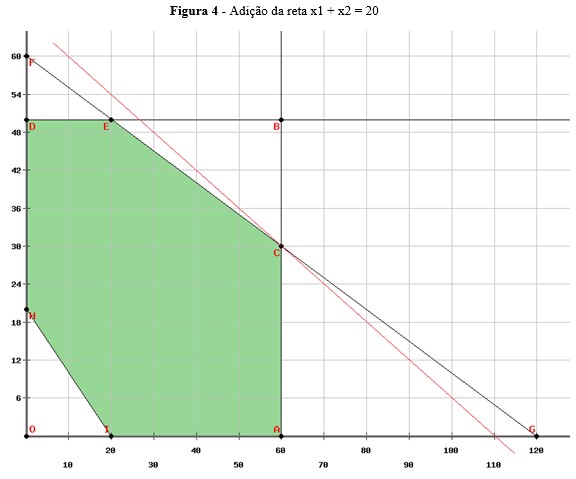 Figura 4 - Adição da reta x1 + x2 = 20
60
F
54
D
E
B
48
42
36
30
C
24
H
18
12
6
O
I
A
G
10 20 30 40 50 60 70 80 90 100 110 120